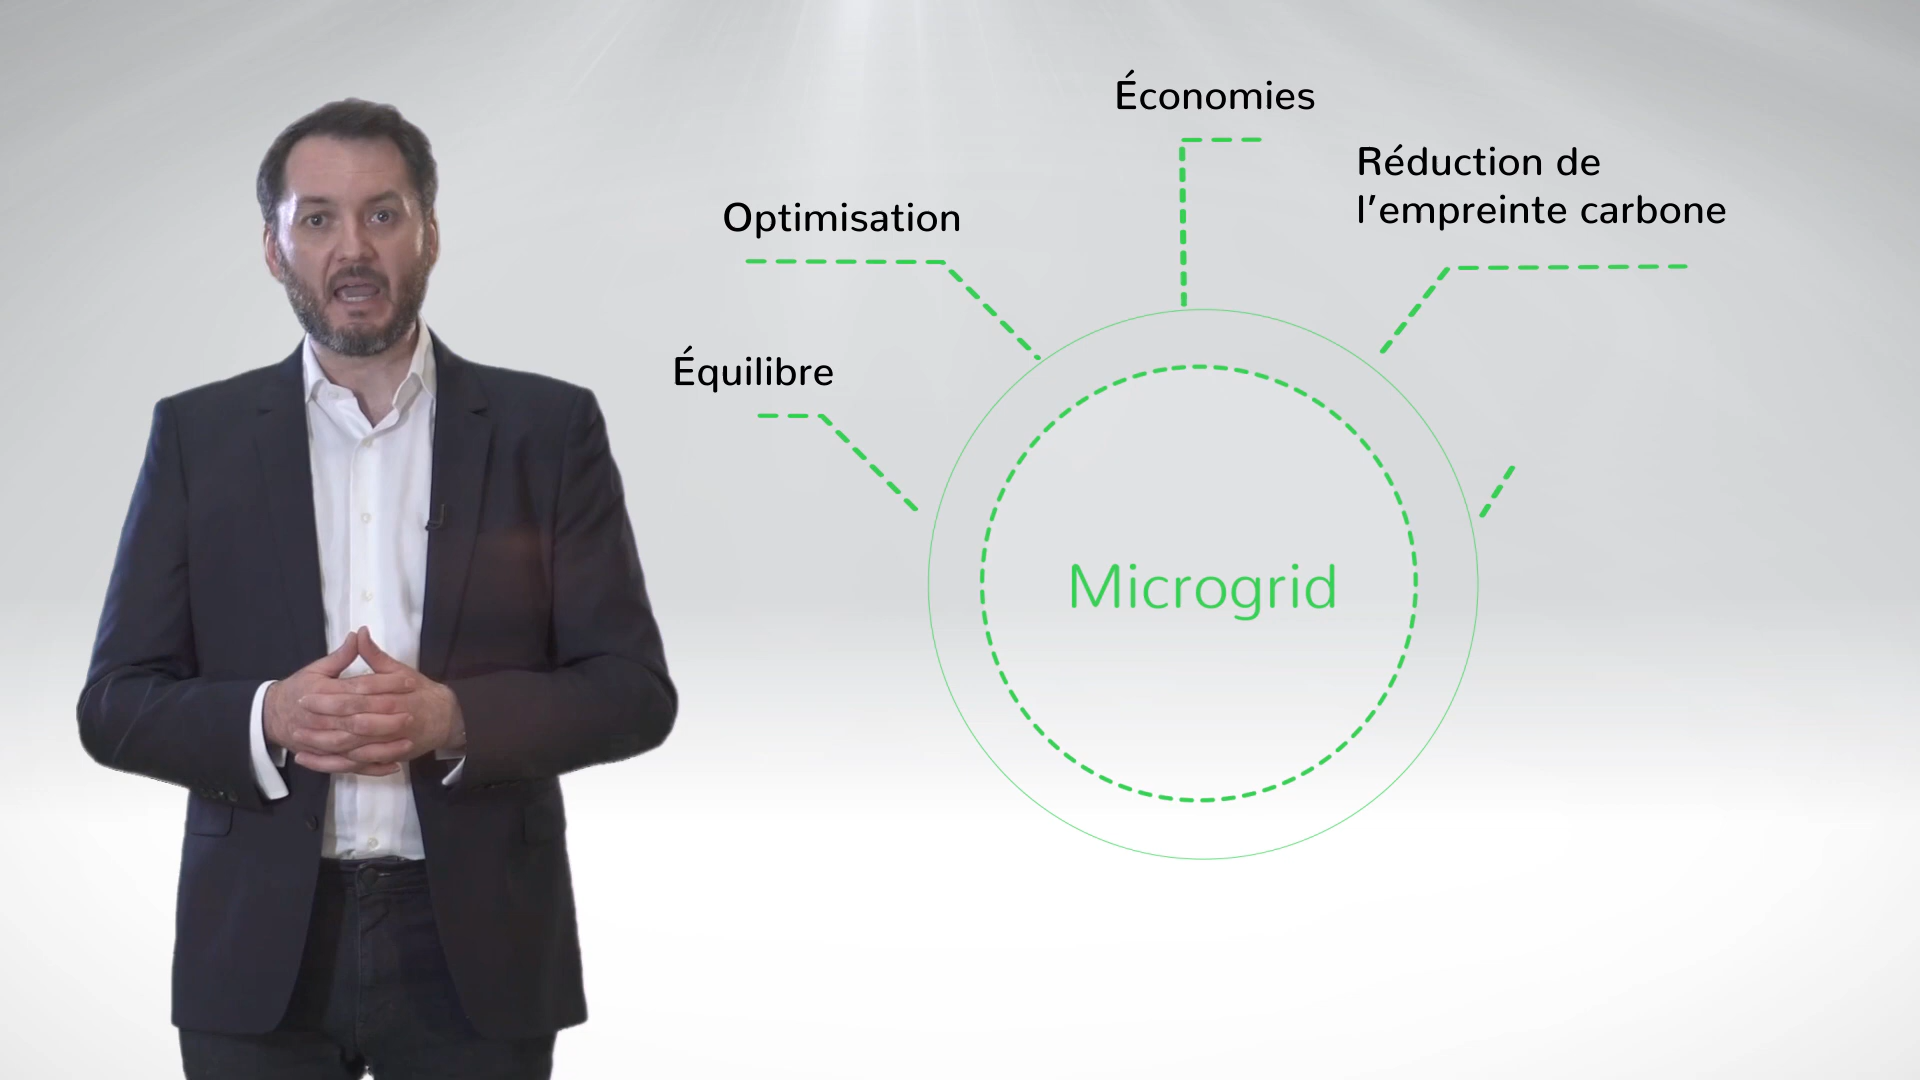 Économies
Réduction de
l’empreinte carbone
Optimisation
Équilibre
Microgrid